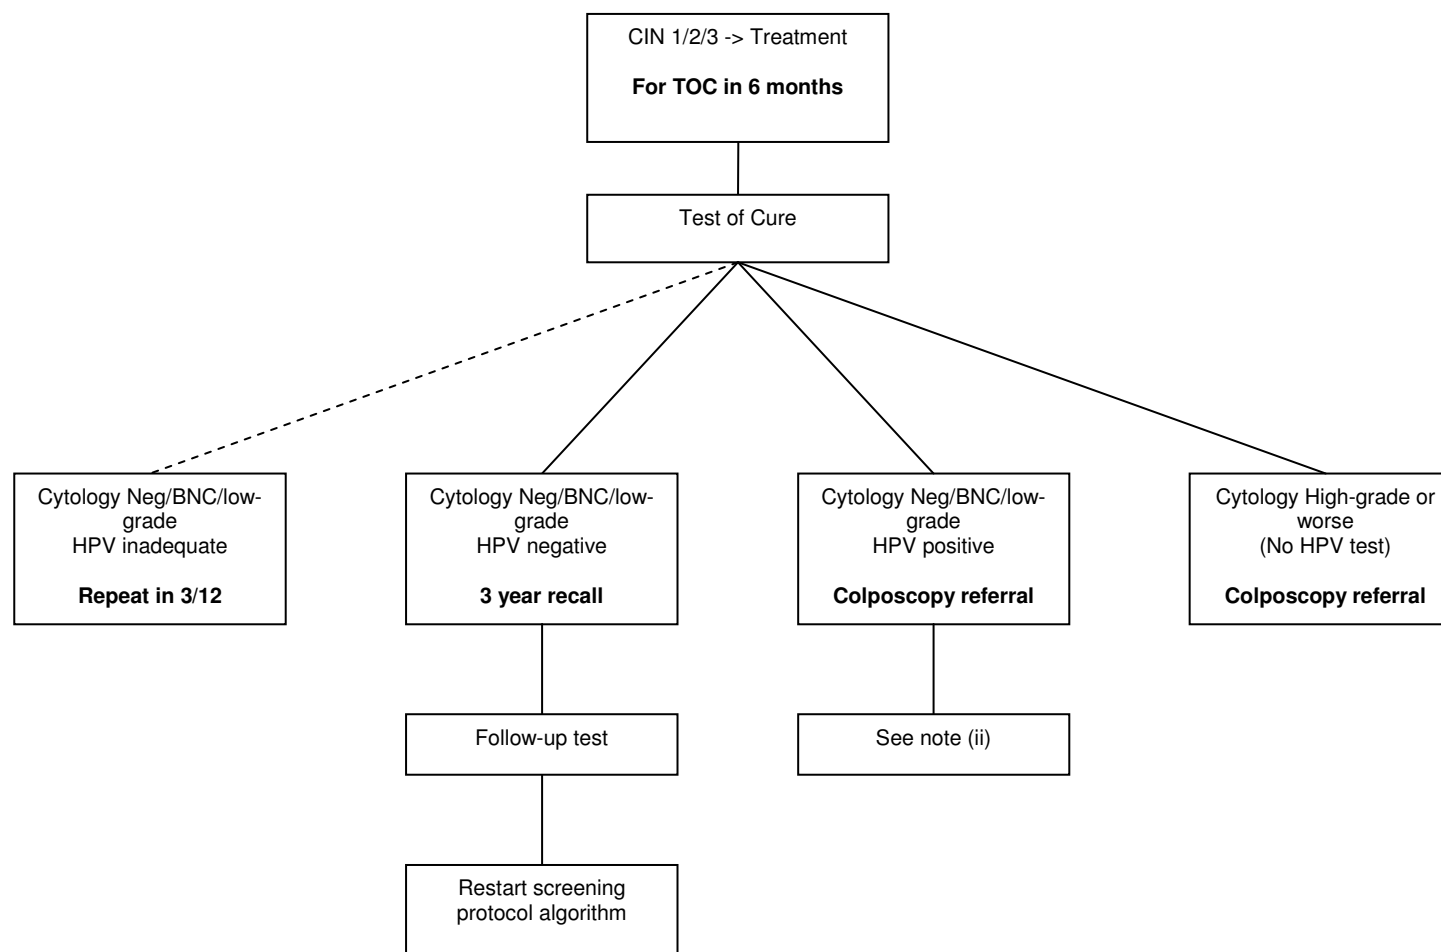 CIN 1/2/3 -> Treatment
For TOC in 6 months
Test of Cure
Cytology Neg/BNC/low-
grade
HPV inadequate
Repeat in 3/12
Cytology Neg/BNC/low-
grade
HPV negative
3 year recall
Cytology Neg/BNC/low-
grade
HPV positive
Colposcopy referral
Cytology High-grade or
worse
(No HPV test)
Colposcopy referral
Follow-up test
See note (ii)
Restart screening
protocol algorithm